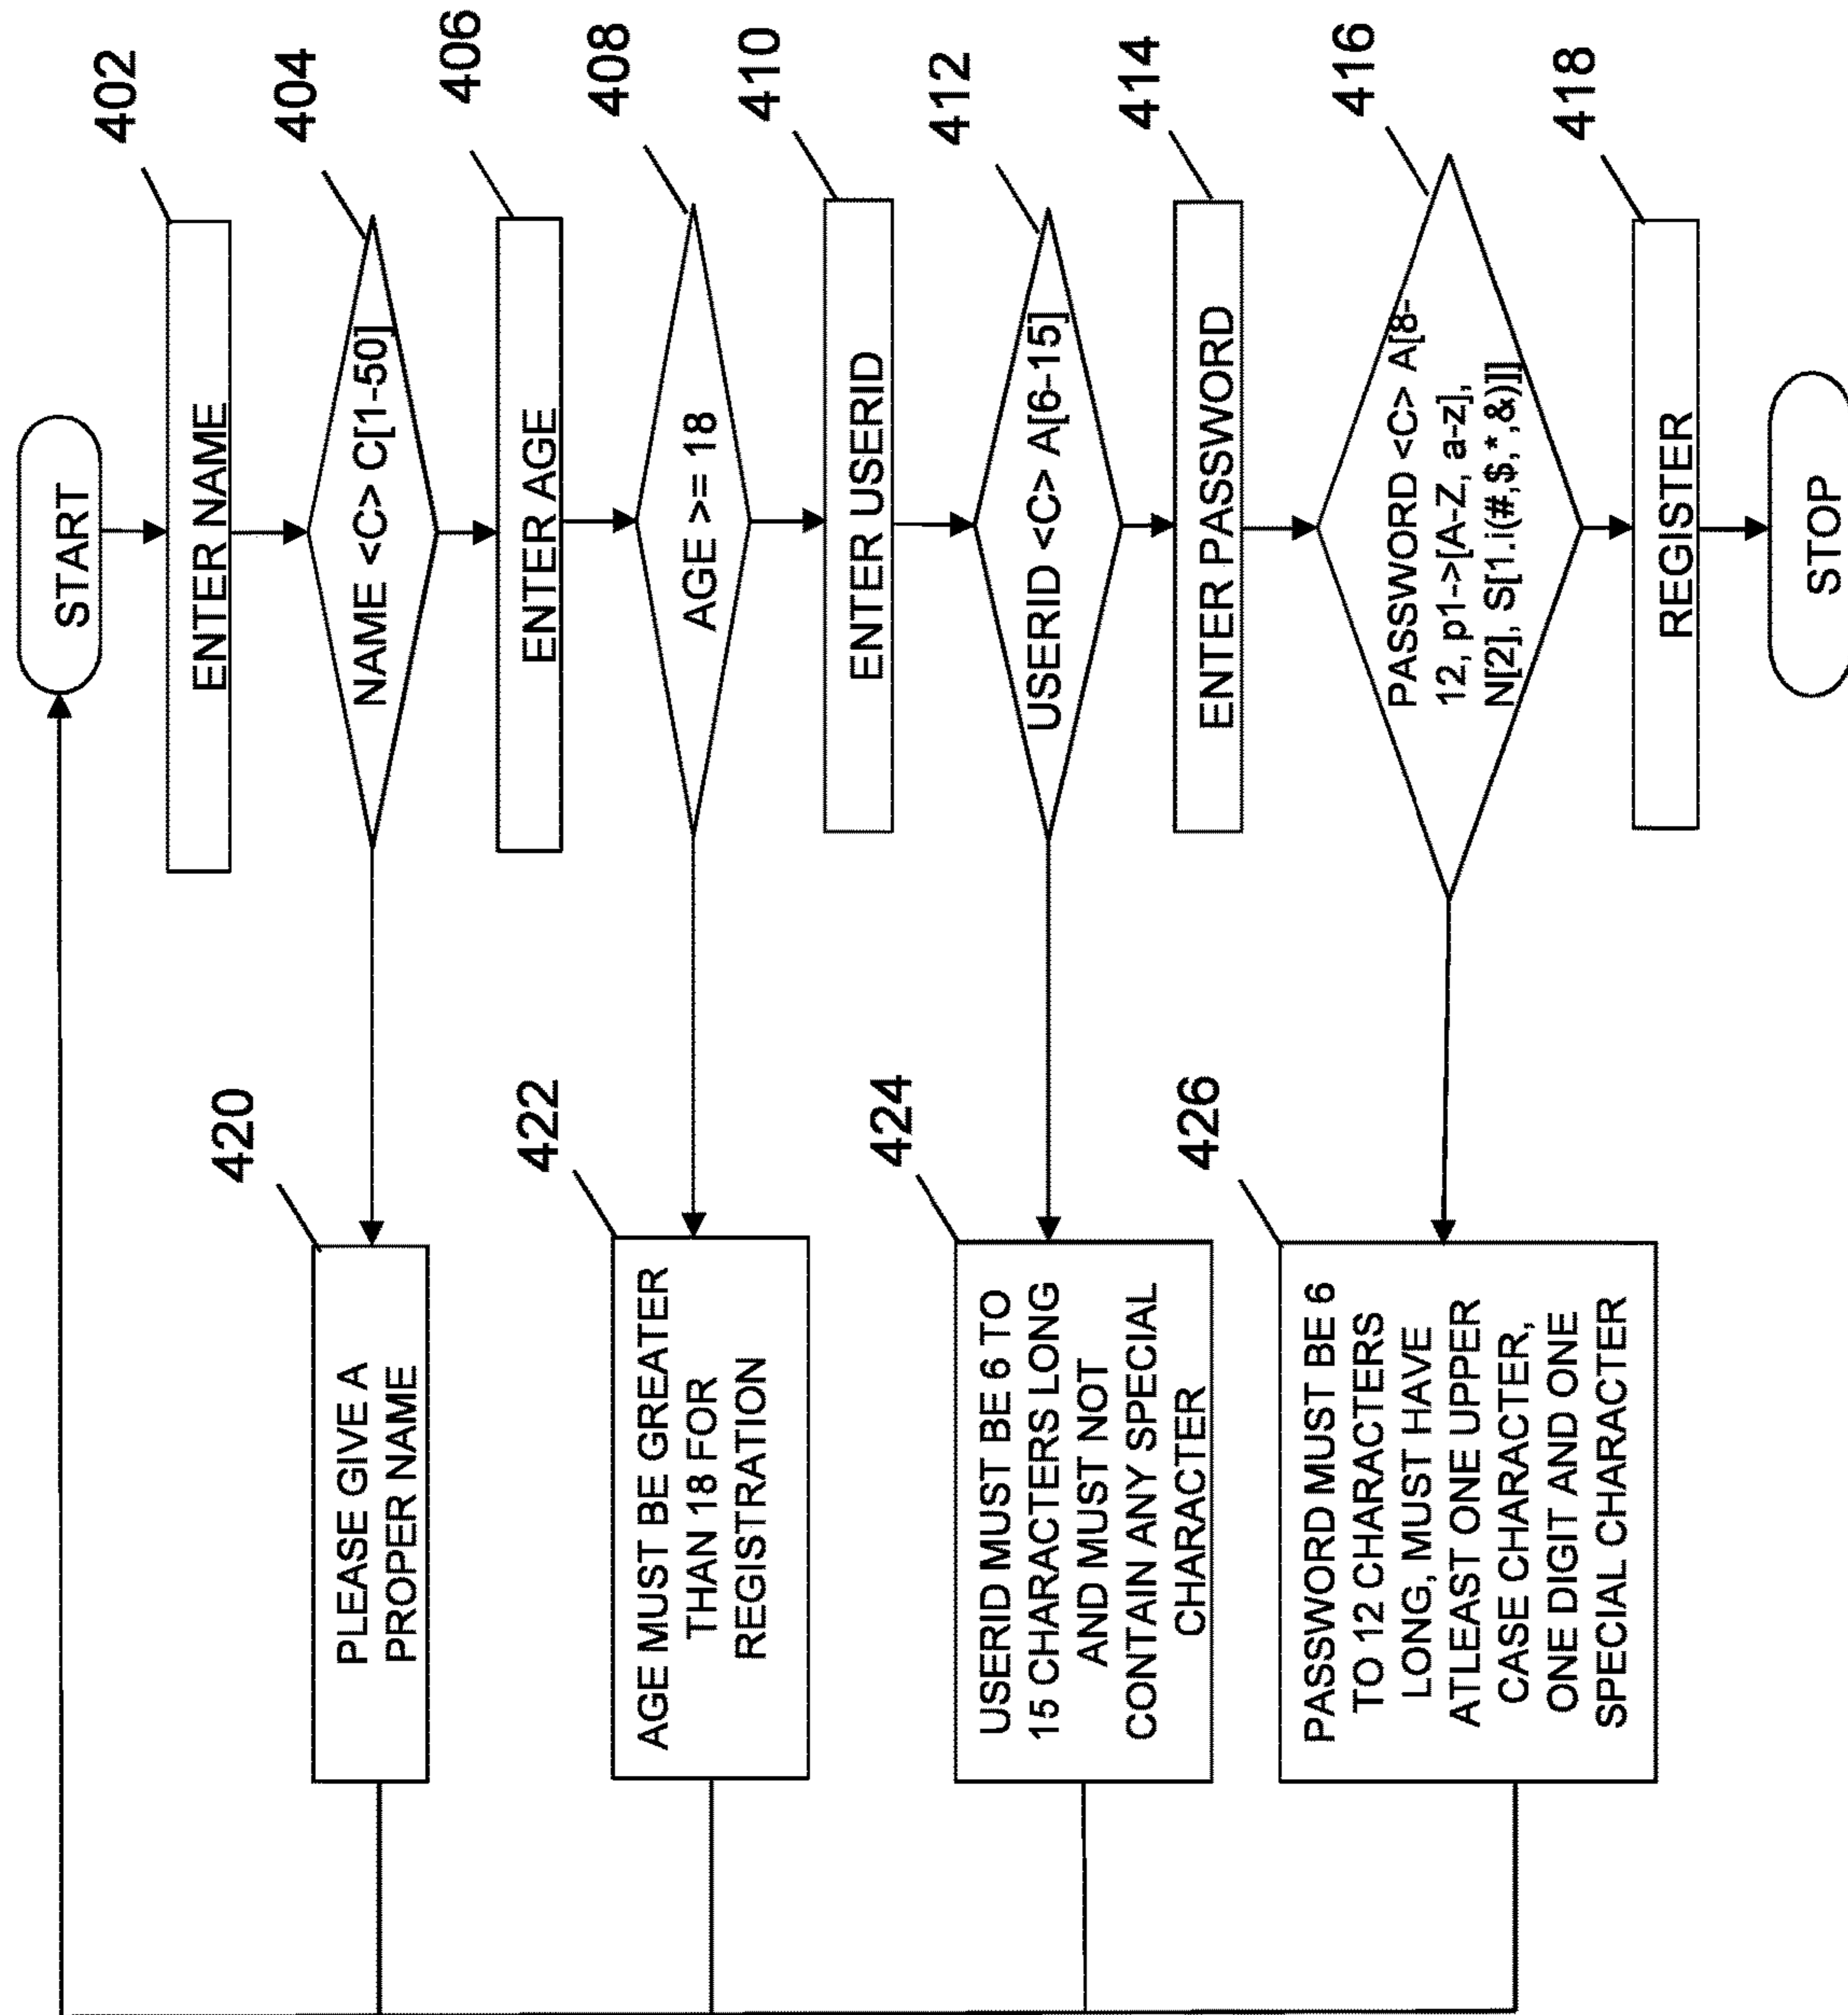 START
402
ENTER NAME
404
NAME <C> C[1-50]
406
ENTER AGE
408
AGE >= 18
410
ENTER USERID
412
USERID <C> A[6-15]
414
ENTER PASSWORD
416
PASSWORD <C> A[8-
12, p1->[A-Z, a-z],
N[2], S[1.i(#,$,*,&)]]
418
REGISTER
STOP
420
PLEASE GIVE A
PROPER NAME
422
AGE MUST BE GREATER
THAN 18 FOR
REGISTRATION
424
USERID MUST BE 6 TO
15 CHARACTERS LONG
AND MUST NOT
CONTAIN ANY SPECIAL
CHARACTER
426
PASSWORD MUST BE 6
TO 12 CHARACTERS
LONG, MUST HAVE
ATLEAST ONE UPPER
CASE CHARACTER,
ONE DIGIT AND ONE
SPECIAL CHARACTER